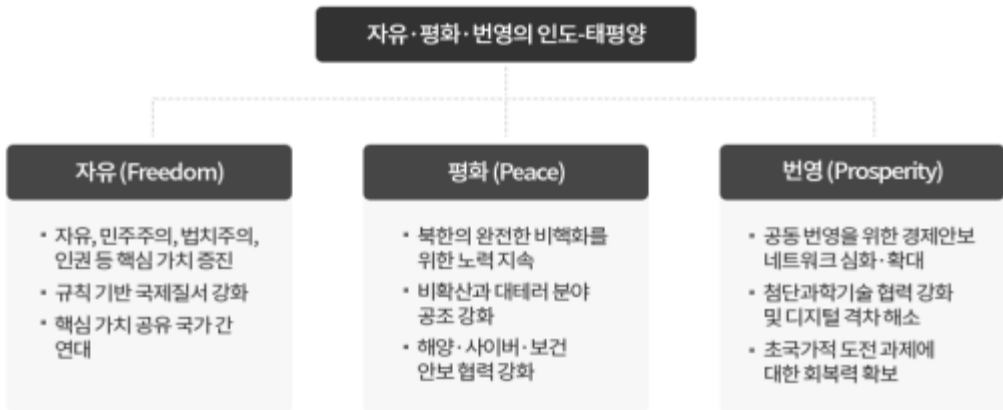 자유·평화·번영의 인도-태평양
자유 (Freedom)
▪ 자유, 민주주의, 법치주의,
인권 등 핵심 가치 증진
▪ 규칙 기반 국제질서 강화
▪ 핵심 가치 공유 국가 간
연대
평화 (Peace)
▪ 북한의 완전한 비핵화를
위한 노력 지속
▪ 비확산과 대테러 분야
공조 강화
▪ 해양·사이버·보건
안보 협력 강화
번영 (Prosperity)
▪ 공동 번영을 위한 경제안보
네트워크 심화·확대
▪ 첨단과학기술 협력 강화
및 디지털 격차 해소
▪ 초국가적 도전 과제에
대한 회복력 확보